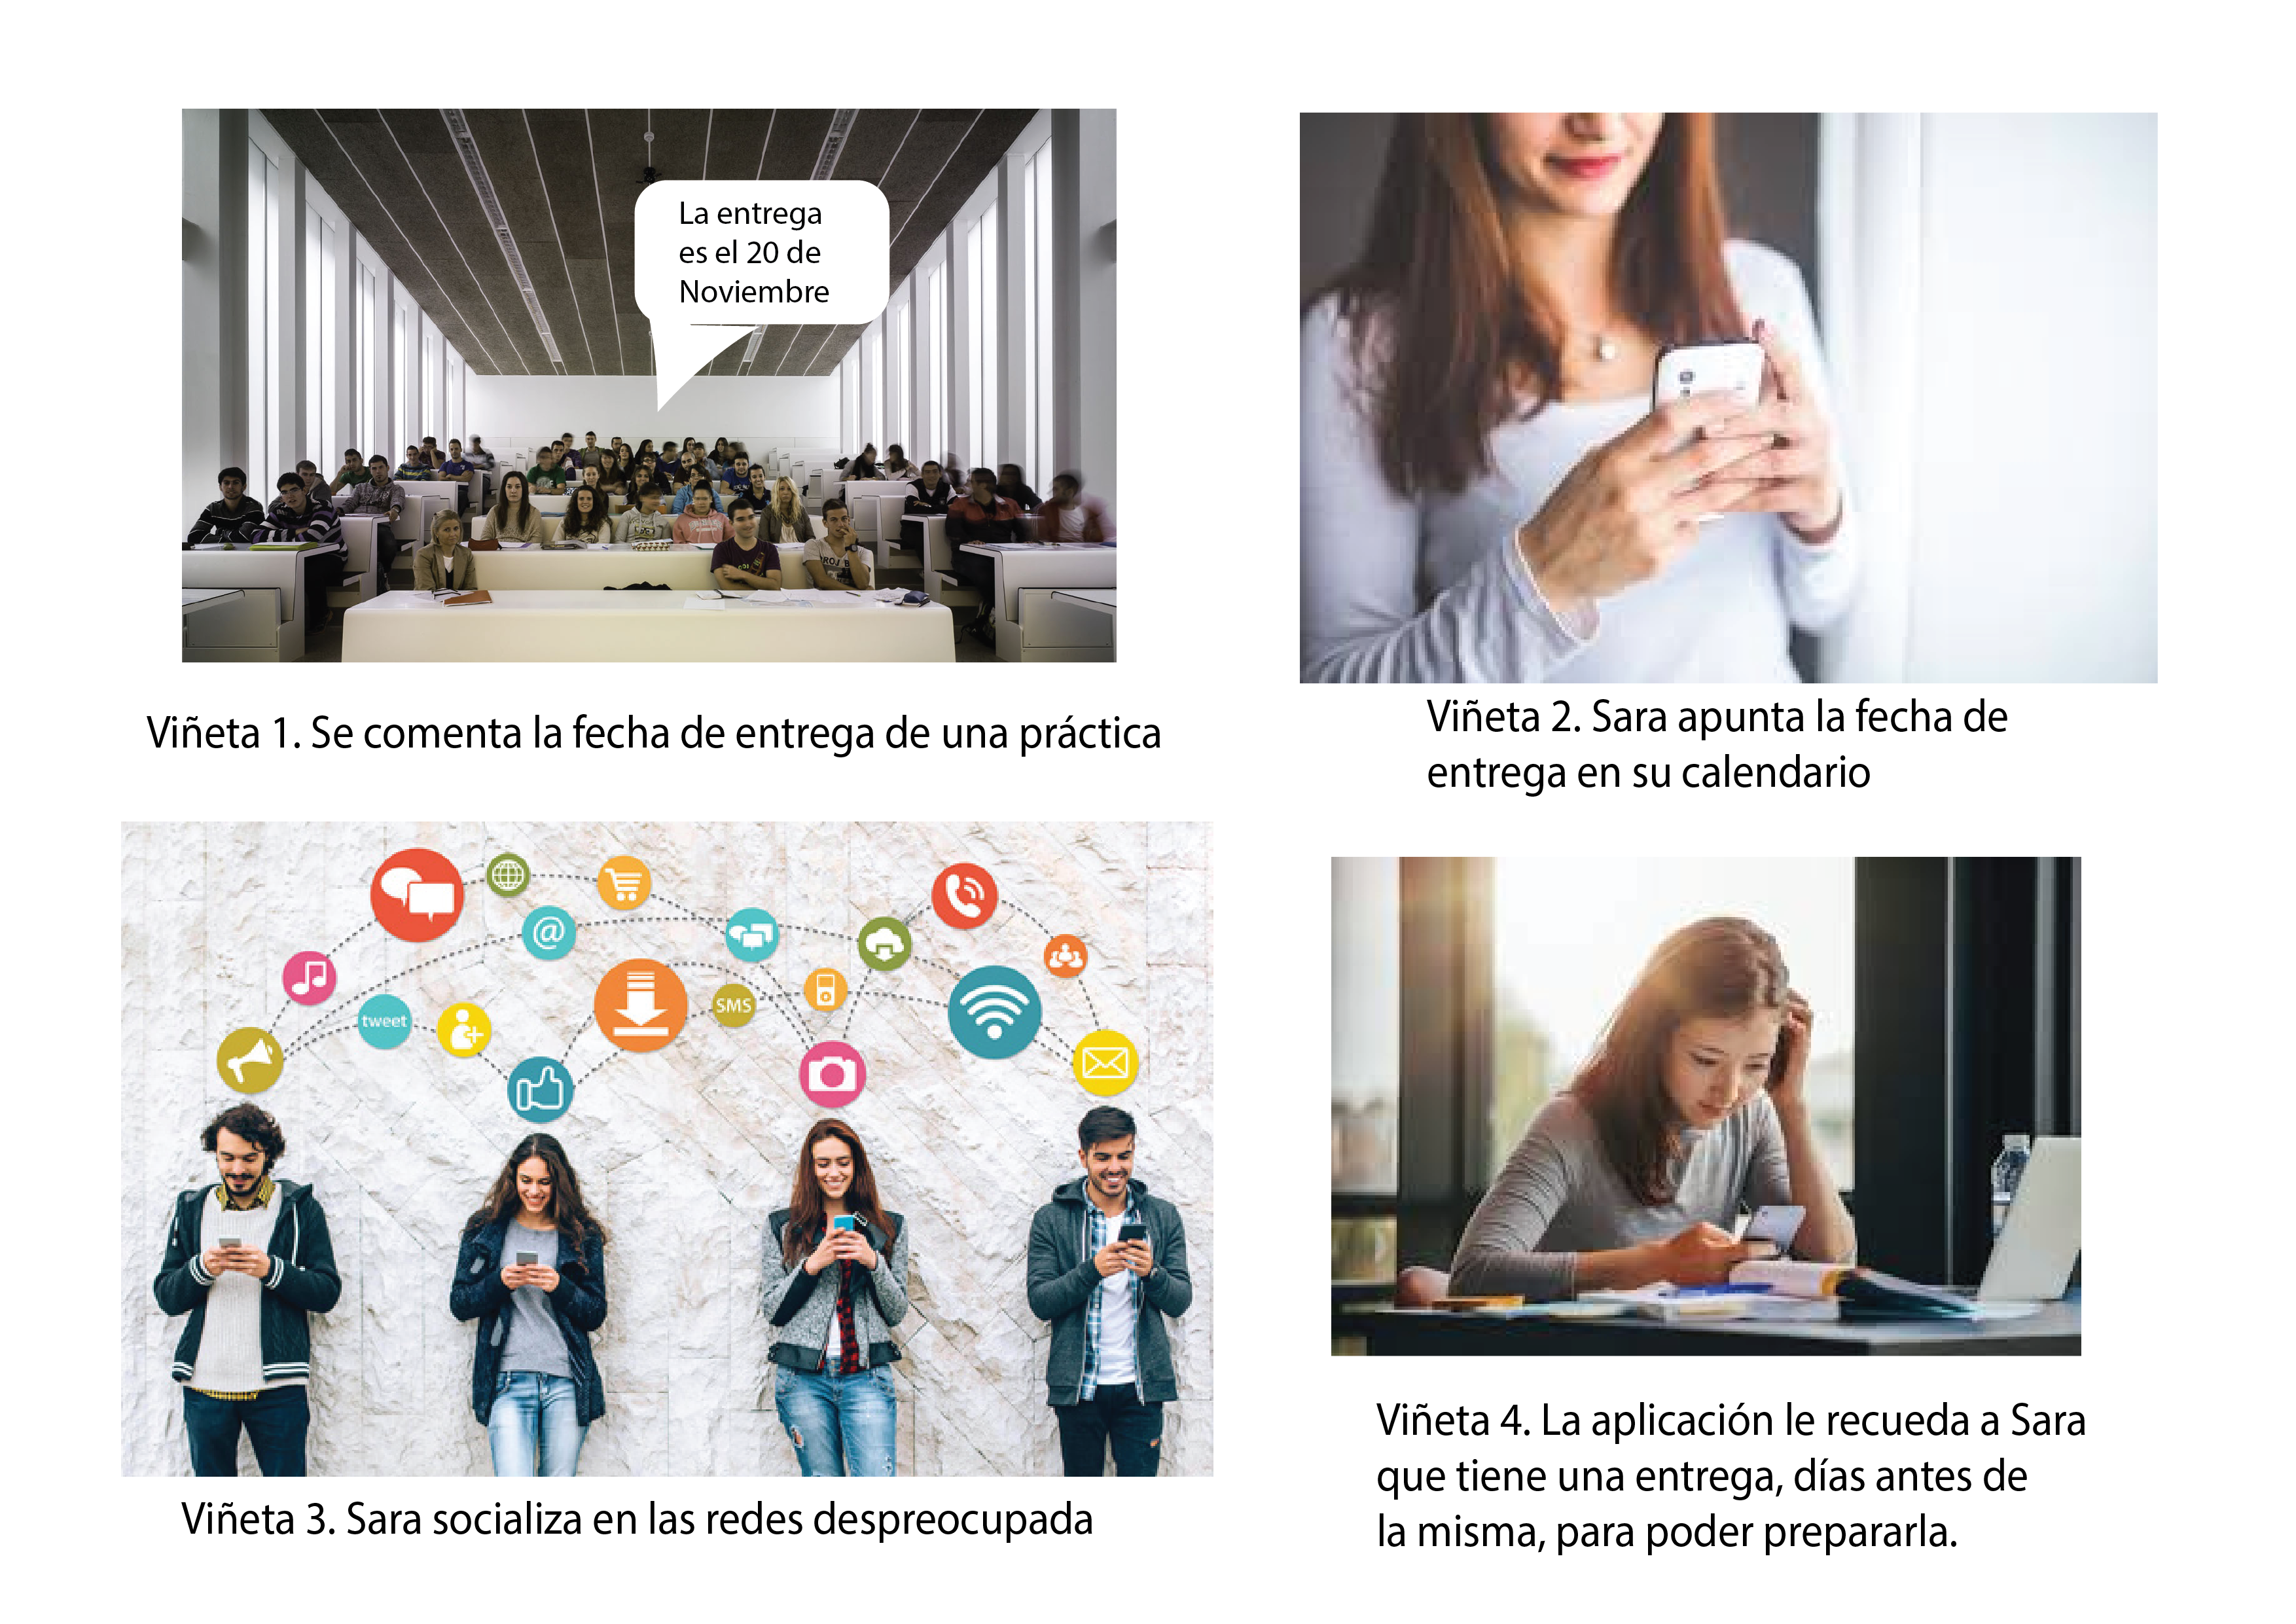 La entrega
es el 20 de
Noviembre
Viñeta 1. Se comenta la fecha de entrega de una práctica
Viñeta 2. Sara apunta la fecha de
entrega en su calendario
@
tweet
SMS
Viñeta 3. Sara socializa en las redes despreocupada
Viñeta 4. La aplicación le recueda a Sara
que tiene una entrega, días antes de
la misma, para poder prepararla.